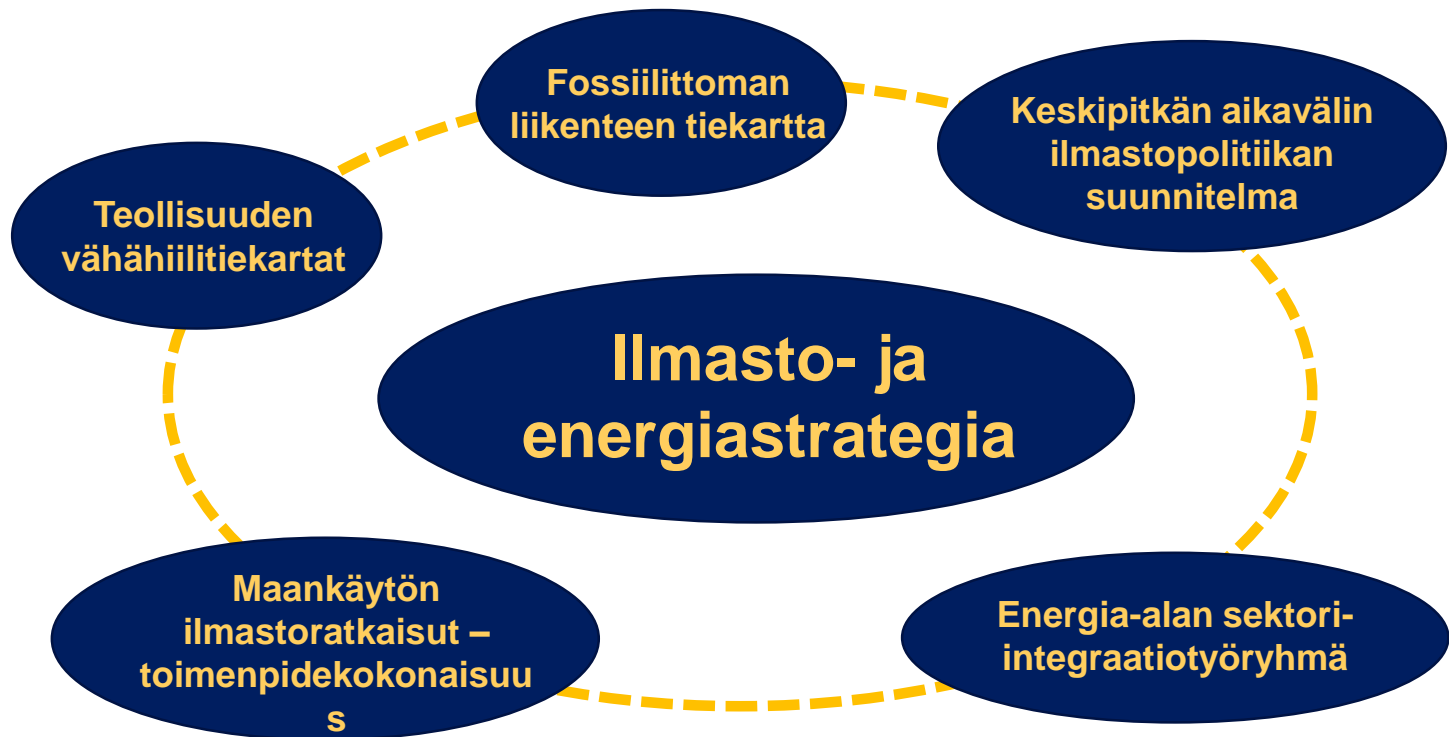 Fossiilittoman
liikenteen tiekartta
Keskipitkän aikavälin
ilmastopolitiikan
suunnitelma
Teollisuuden
vähähiilitiekartat
Ilmasto- ja
energiastrategia
Maankäytön
ilmastoratkaisut –
toimenpidekokonaisuu
s
Energia-alan sektori-
integraatiotyöryhmä